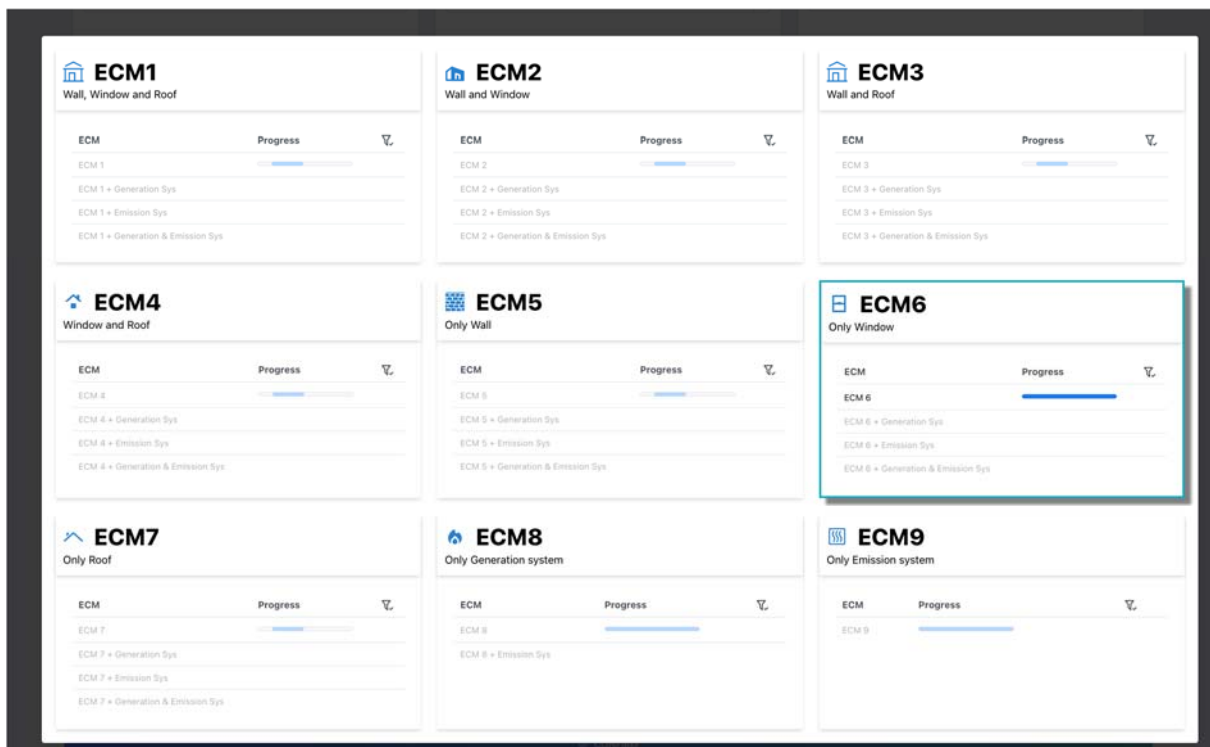 ECM1
Wall, Window and Roof
ECM Progress
ECM 1
ECM 1 + Generation Sys
ECM 1 + Emission Sys
ECM 1 + Generation & Emission Sys
ECM2
Wall and Window
ECM Progress
ECM 2
ECM 2 + Generation Sys
ECM 2 + Emission Sys
ECM 2 + Generation & Emission Sys
ECM3
Wall and Roof
ECM Progress
ECM 3
ECM 3 + Generation Sys
ECM 3 + Emission Sys
ECM 3 + Generation & Emission Sys
ECM4
Window and Roof
ECM Progress
ECM 4
ECM 4 + Generation Sys
ECM 4 + Emission Sys
ECM 4 + Generation & Emission Sys
ECM5
Only Wall
ECM Progress
ECM 5
ECM 5 + Generation Sys
ECM 5 + Emission Sys
ECM 5 + Generation & Emission Sys
ECM6
Only Window
ECM Progress
ECM 6
ECM 6 + Generation Sys
ECM 6 + Emission Sys
ECM 6 + Generation & Emission Sys
ECM7
Only Roof
ECM Progress
ECM 7
ECM 7 + Generation Sys
ECM 7 + Emission Sys
ECM 7 + Generation & Emission Sys
ECM8
Only Generation system
ECM Progress
ECM 8
ECM 8 + Emission Sys
ECM9
Only Emission system
ECM Progress
ECM 9